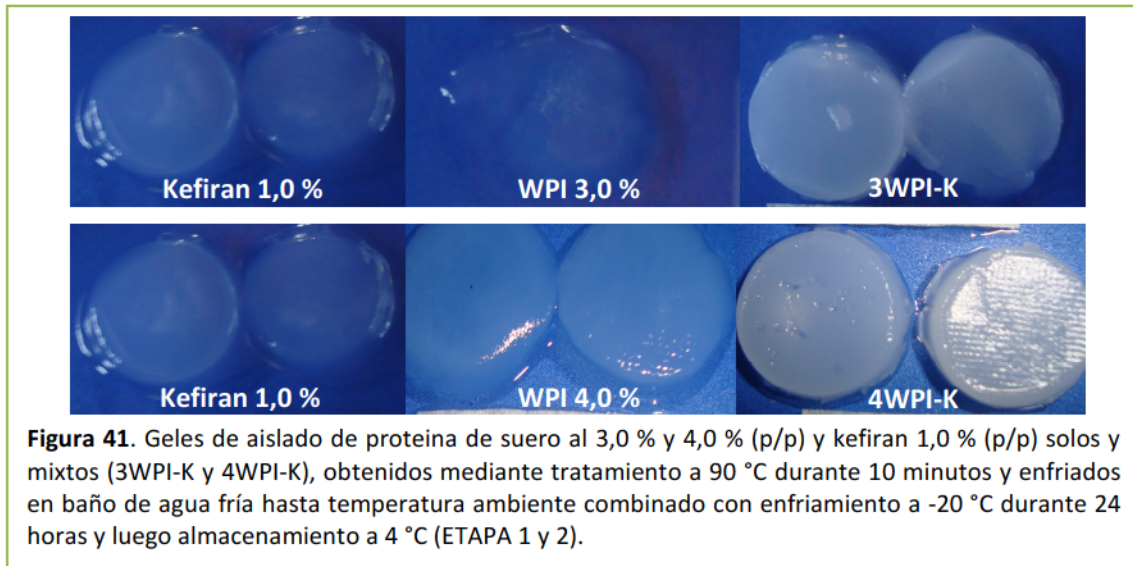 Kefiran 1,0 % WPI 3,0 % 3WPI-K
Kefiran 1,0 % WPI 4,0 % 4WPI-K
Figura 41. Geles de aislado de proteina de suero al 3,0 % y 4,0 % (p/p) y kefiran 1,0 % (p/p) solos y
mixtos (3WPI-K y 4WPI-K), obtenidos mediante tratamiento a 90 °C durante 10 minutos y enfriados
en baño de agua fría hasta temperatura ambiente combinado con enfriamiento a -20 °C durante 24
horas y luego almacenamiento a 4 °C (ETAPA 1 y 2).